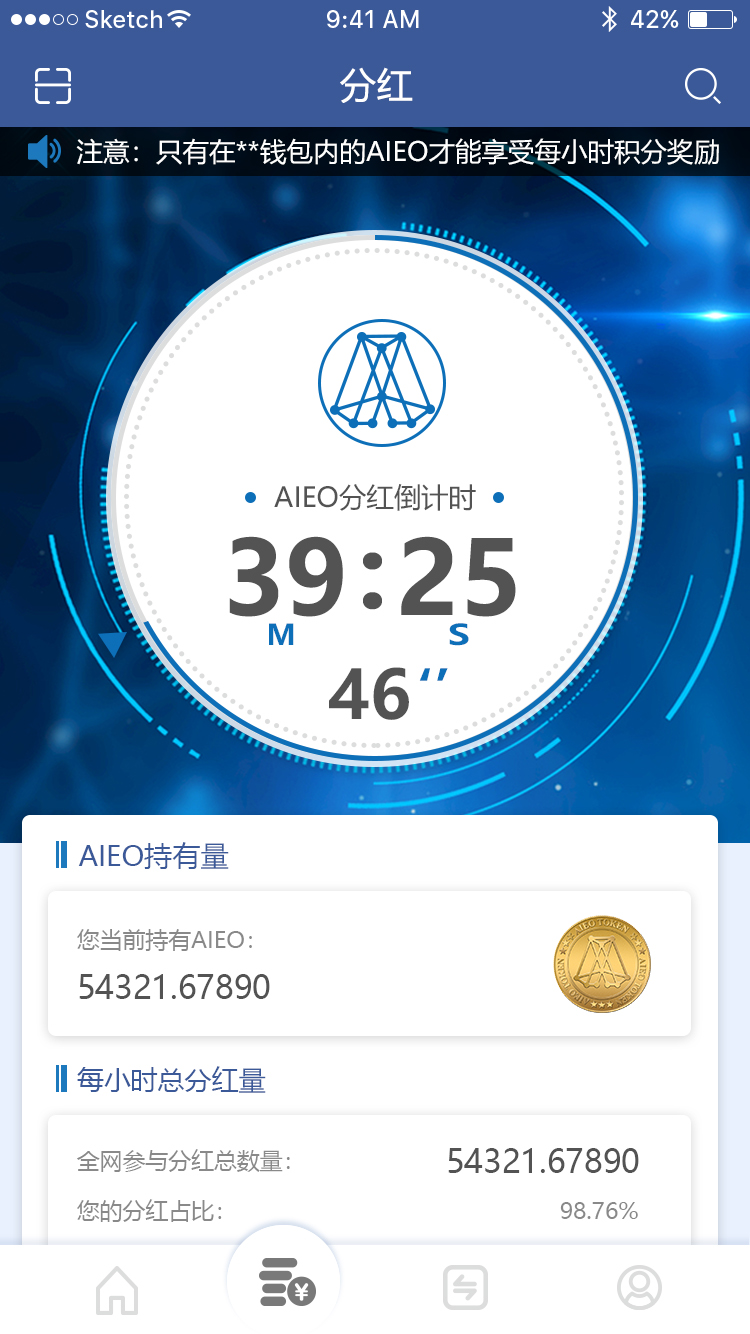 Sketch 9:41 AM 42%
分红
注意：只有在**钱包内的AIEO才能享受每小时积分奖励
AIEO分红倒计时
39:25
M S
46‘’
AIEO持有量
您当前持有AIEO：
54321.67890
AIEO TOKEN
每小时总分红量
全网参与分红总数量： 54321.67890
您的分红占比： 98.76%
¥